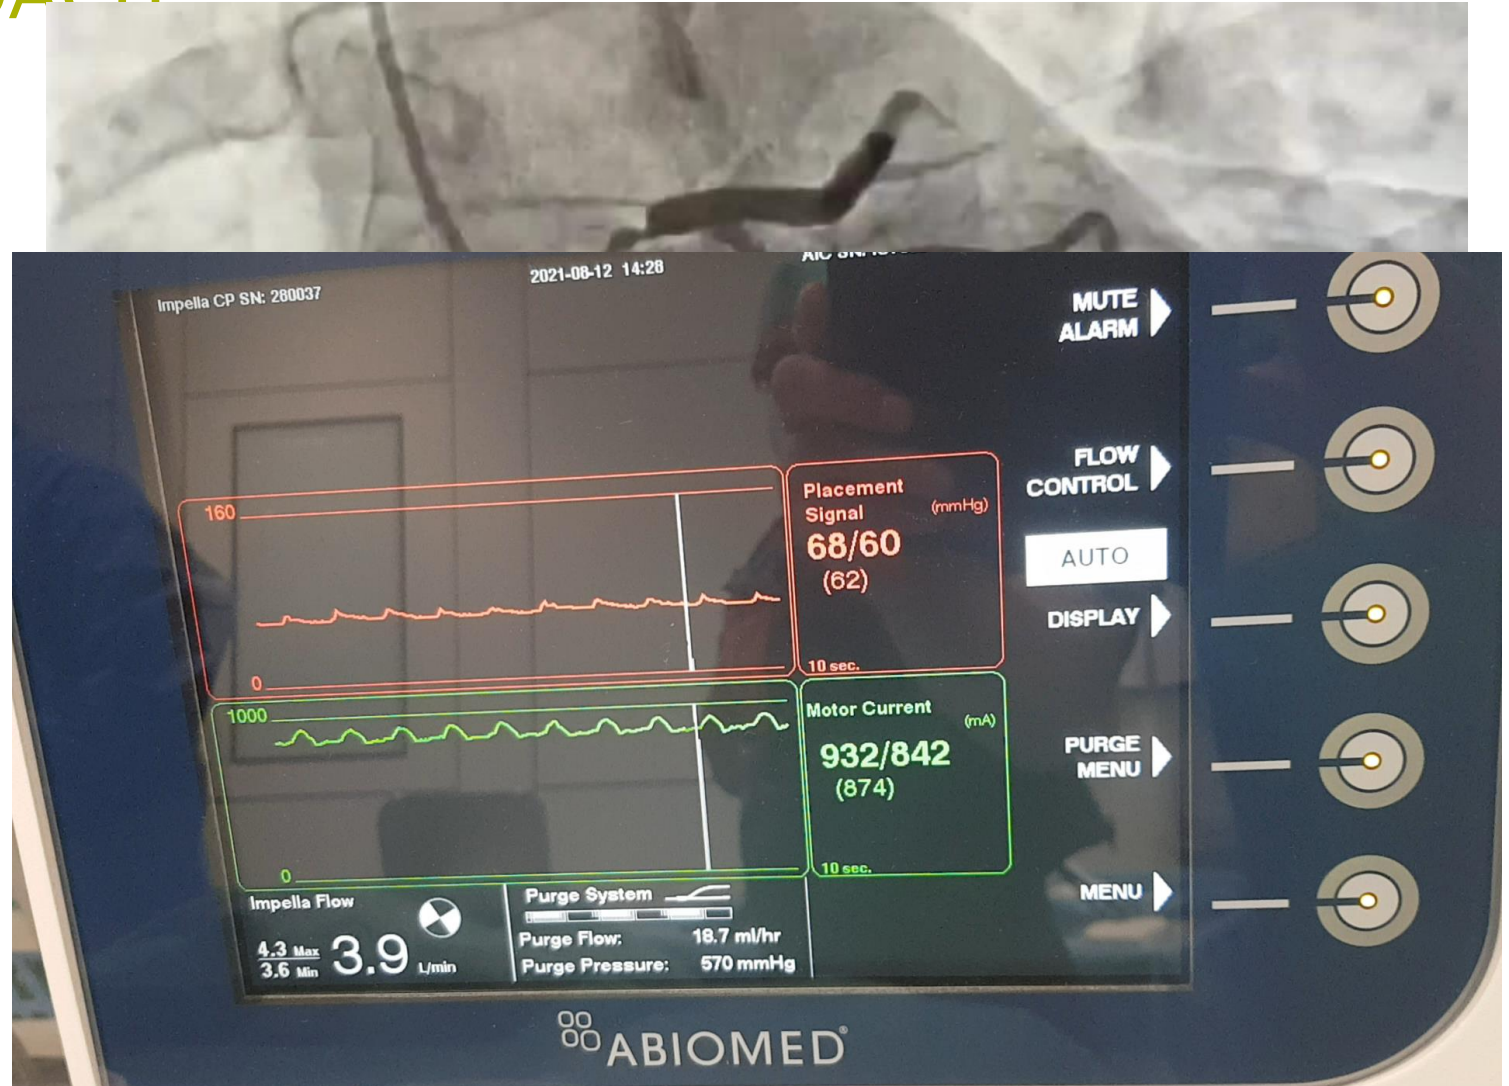 Impella CP SN: 280037
2021-08-12 14:28
MUTE
ALARM
FLOW
CONTROL
AUTO
DISPLAY
PURGE
MENU
MENU
160
0
Placement
Signal
(mmHg)
68/60
(62)
10 sec.
1000
0
Motor Current
(mA)
932/842
(874)
10 sec.
Impella Flow
4.3 Max
3.6 Min
3.9 L/min
Purge System
Purge Flow: 18.7 ml/hr
Purge Pressure: 570 mmHg
ABIOMED®